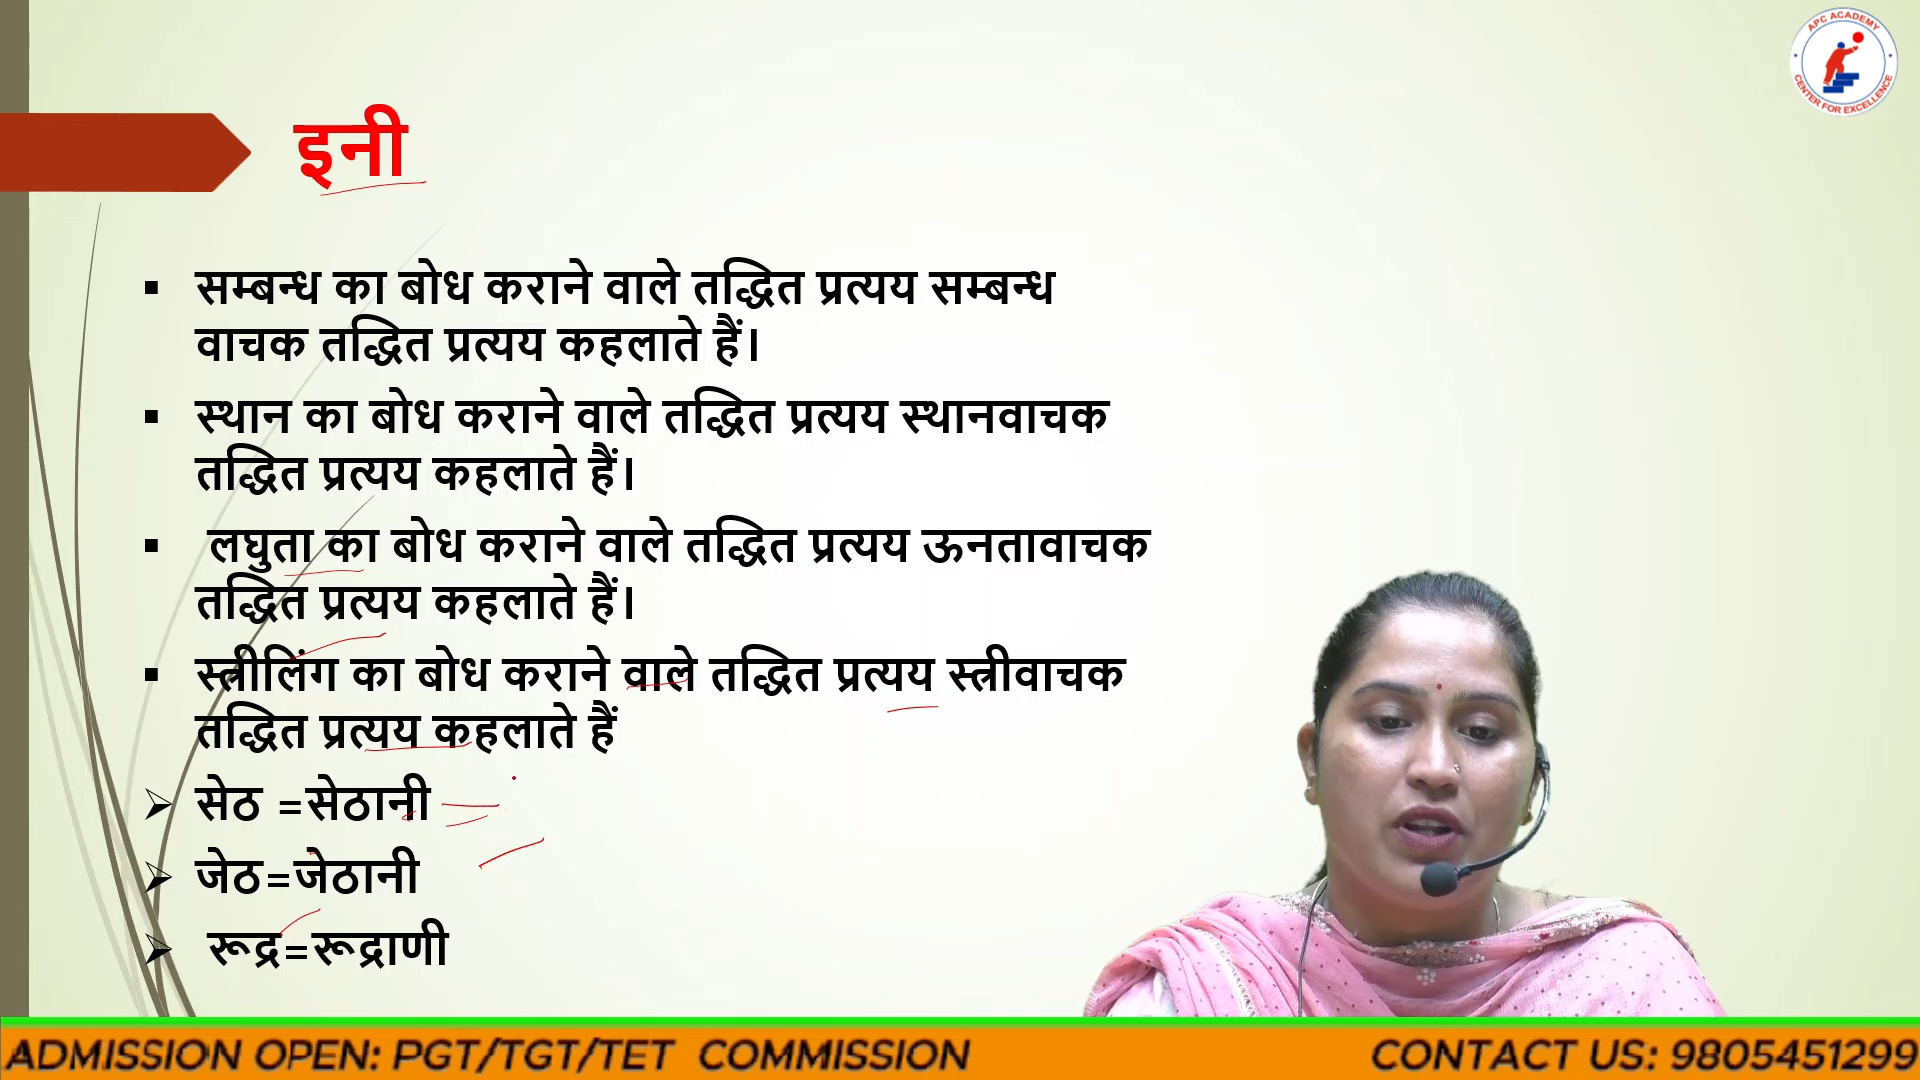 APC ACADEMY
CENTER FOR EXCELLENCE
इनी
▪ सम्बन्ध का बोध कराने वाले तद्धित प्रत्यय सम्बन्ध
वाचक तद्धित प्रत्यय कहलाते हैं।
▪ स्थान का बोध कराने वाले तद्धित प्रत्यय स्थानवाचक
तद्धित प्रत्यय कहलाते हैं।
▪ लघुता का बोध कराने वाले तद्धित प्रत्यय ऊनतावाचक
तद्धित प्रत्यय कहलाते हैं।
▪ स्त्रीलिंग का बोध कराने वाले तद्धित प्रत्यय स्त्रीवाचक
तद्धित प्रत्यय कहलाते हैं
➢ सेठ =सेठानी
➢ जेठ=जेठानी
➢ रूद्र=रूद्राणी
ADMISSION OPEN: PGT/TGT/TET COMMISSION
CONTACT US: 9805451299